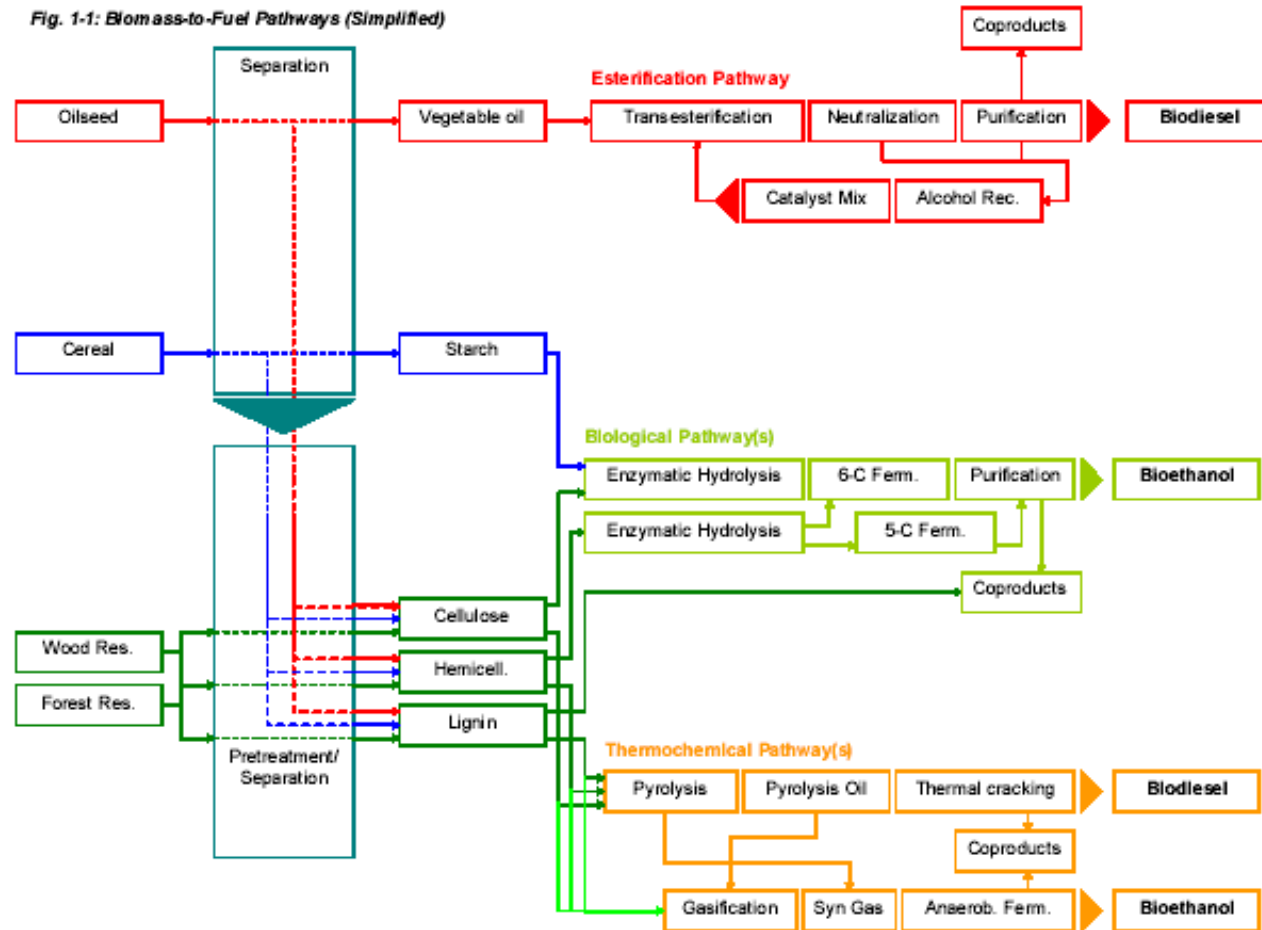 Fig. 1-1: Biomass-to-Fuel Pathways (Simplified)
Coproducts
Separation
Esterification Pathway
Oilseed
Vegetable oil
Transesterification
Neutralization
Purification
Biodiesel
Catalyst Mix
Alcohol Rec.
Cereal
Starch
Biological Pathway(s)
Enzymatic Hydrolysis
6-C Ferm.
Purification
Bioethanol
Enzymatic Hydrolysis
5-C Ferm.
Coproducts
Cellulose
Wood Res.
Hemicell.
Forest Res.
Lignin
Pretreatment/
Separation
Thermochemical Pathway(s)
Pyrolysis
Pyrolysis Oil
Thermal cracking
Biodiesel
Coproducts
Gasification
Syn Gas
Anaerob. Ferm.
Bioethanol